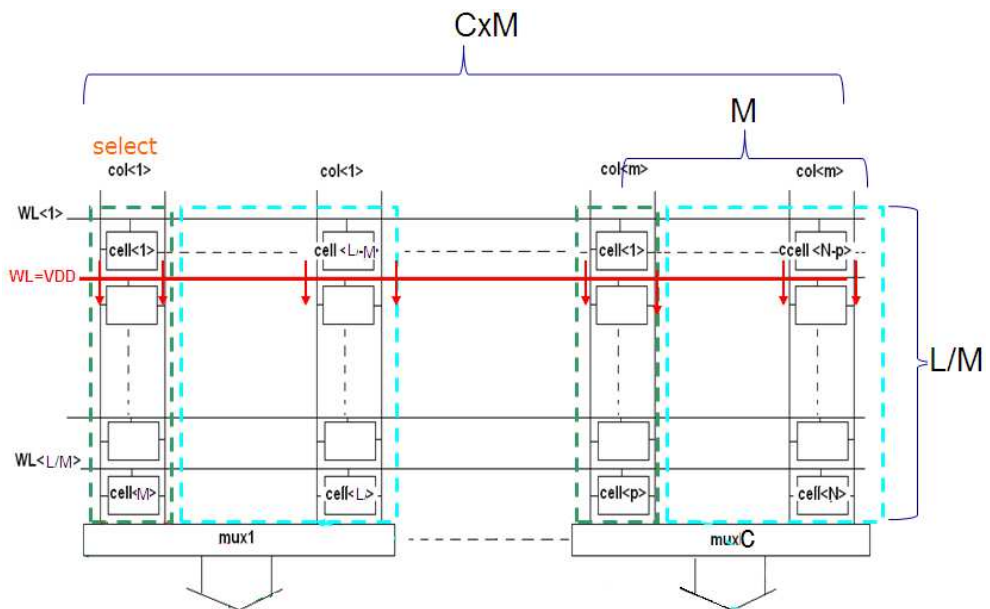 CxM
M
select
col<1>
col<1>
col<m>
col<m>
WL<1>
cell<1>
cell<L-M
cell<1>
ccell<N-p>
WL=VDD
L/M
WL<L/M>
cell<M>
cell<L>
cell<p>
cell<N>
mux1
muxC